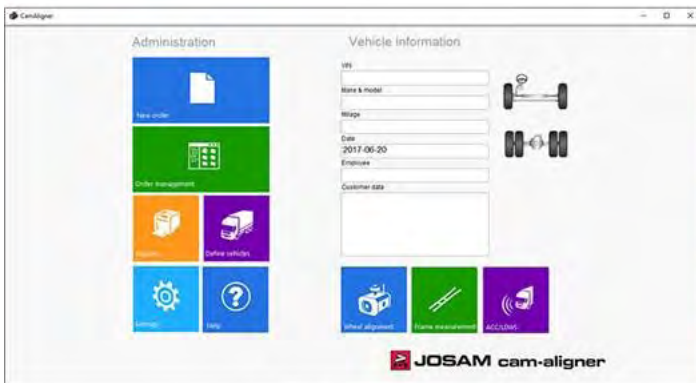 CamAligner
Administration
Vehicle information
VIN
Make & model
Milage
Date
2017-06-20
Employee
Customer data
New order
Order management
Define vehicles
Settings
Help
Wheel alignment
Frame measurement
ACC/LDWS
JOSAM cam-aligner